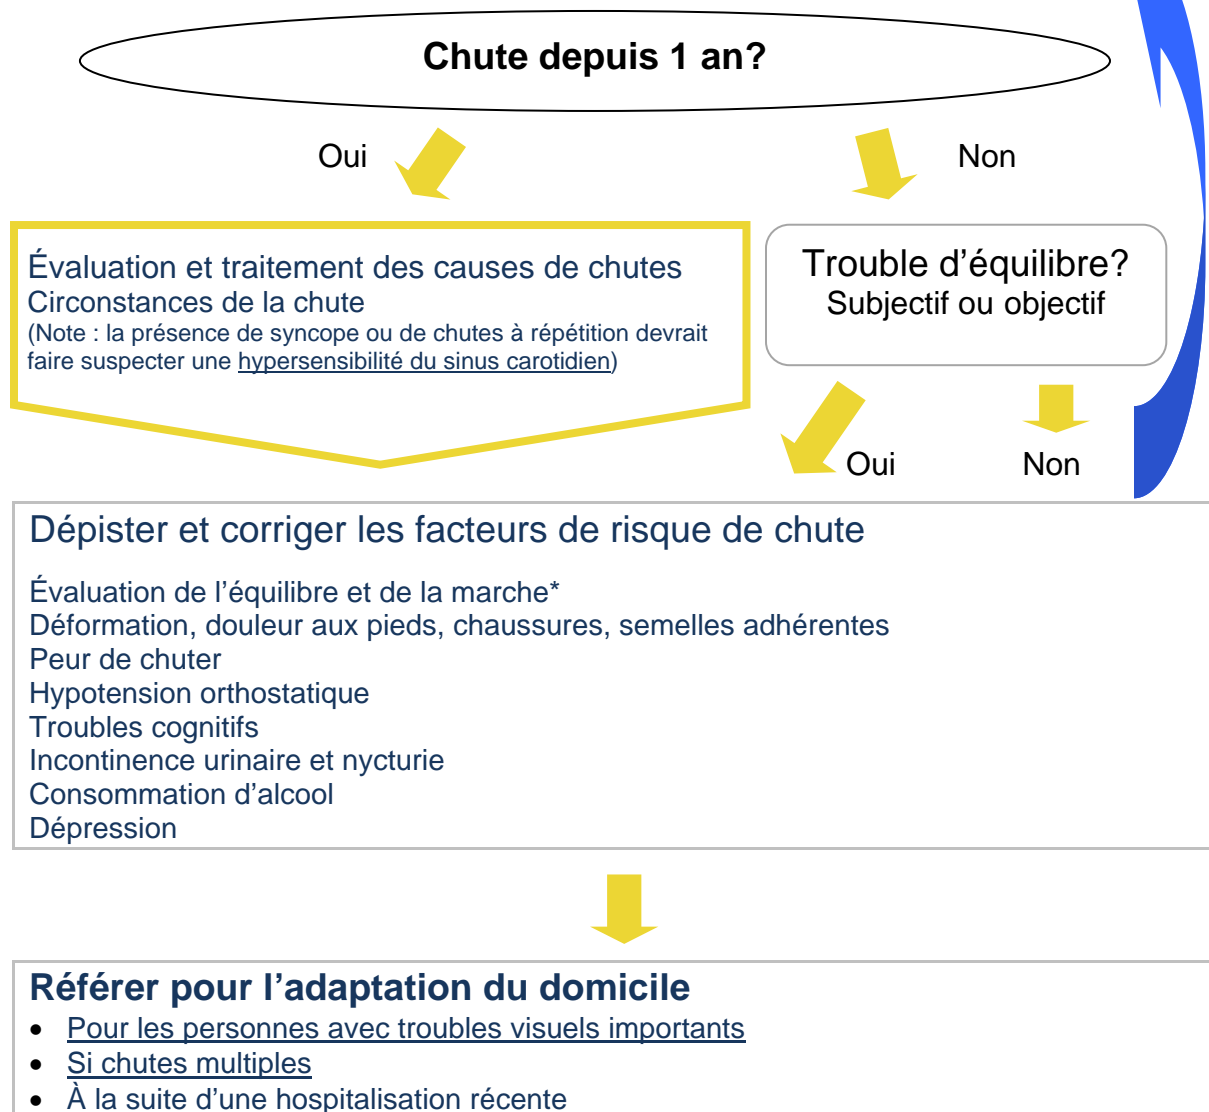 Chute depuis 1 an?
Oui
Non
Évaluation et traitement des causes de chutes
Circonstances de la chute
(Note : la présence de syncope ou de chutes à répétition devrait
faire suspecter une hypersensibilité du sinus carotidien)
Trouble d’équilibre?
Subjectif ou objectif
Oui
Non
Dépister et corriger les facteurs de risque de chute
Évaluation de l’équilibre et de la marche*
Déformation, douleur aux pieds, chaussures, semelles adhérentes
Peur de chuter
Hypotension orthostatique
Troubles cognitifs
Incontinence urinaire et nycturie
Consommation d’alcool
Dépression
Référer pour l’adaptation du domicile
• Pour les personnes avec troubles visuels importants
• Si chutes multiples
• À la suite d’une hospitalisation récente